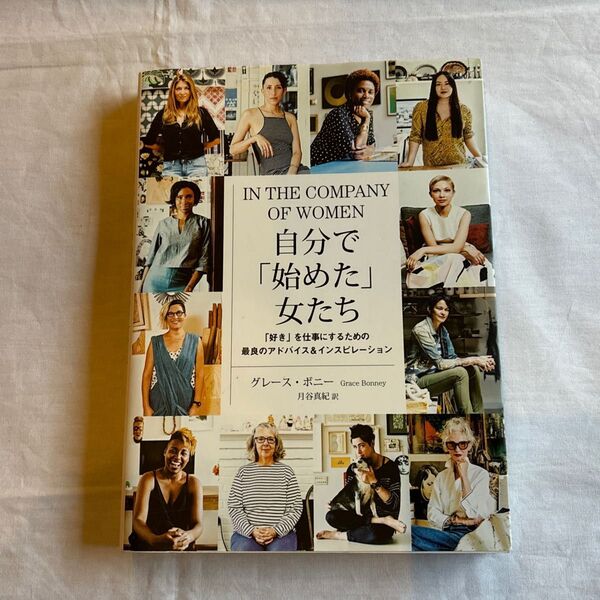 IN THE COMPANY
OF WOMEN
自分で
「始めた」
女たち
「好き」を仕事にするための
最良のアドバイス&インスピレーション
グレース・ボニー Grace Bonney
月谷真紀 訳